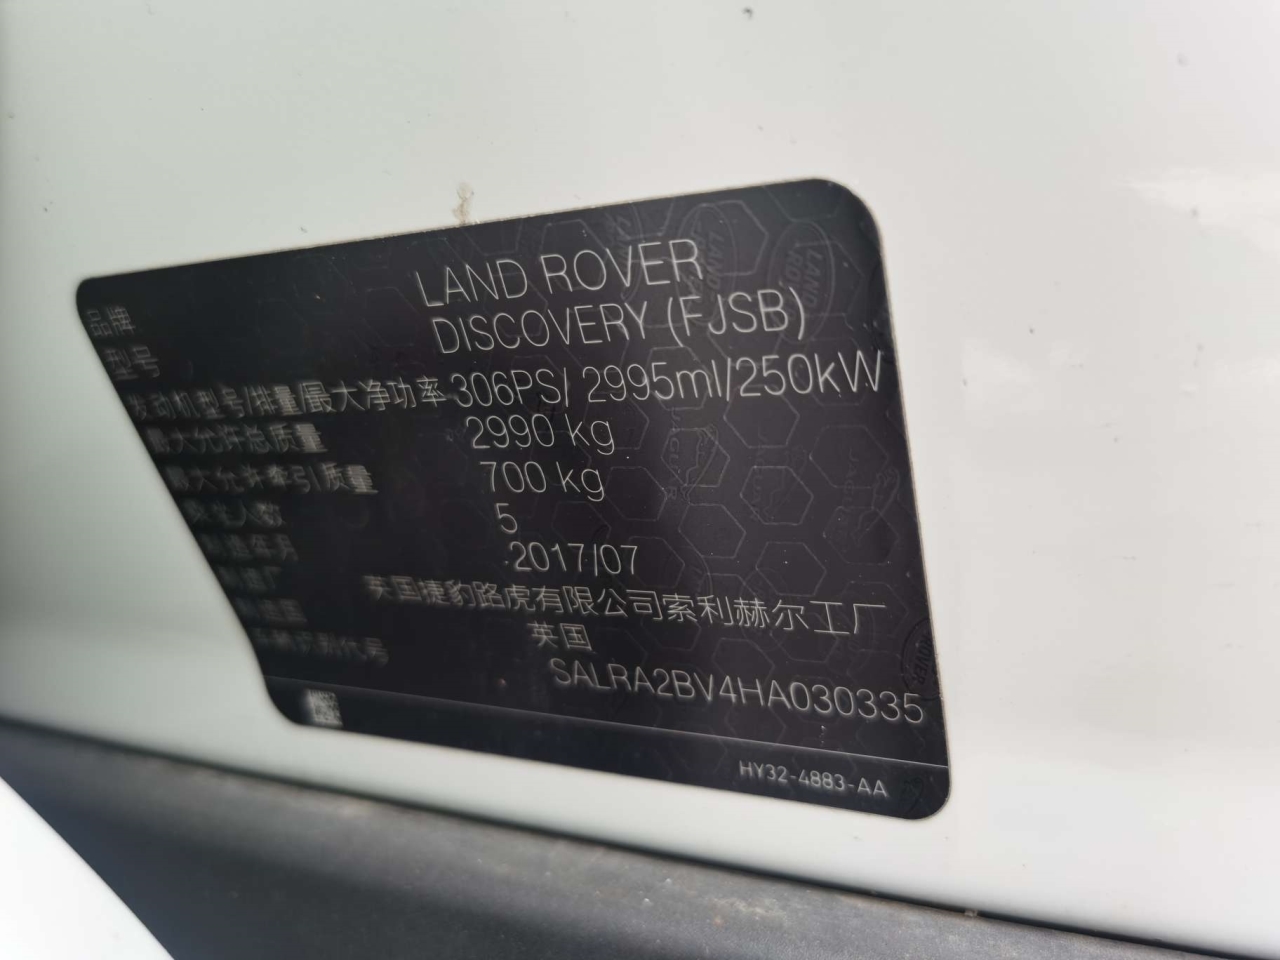 品牌 LAND ROVER
型号 DISCOVERY (FJSB)
发动机型号/排量/最大净功率 306PS/ 2995ml/250kW
最大允许总质量 2990 kg
最大允许牵引质量 700 kg
乘坐人数 5
制造年月 2017/07
制造厂 英国捷豹路虎有限公司索利赫尔工厂
制造国 英国
车辆识别代号 SALRA2BV4HA030335
HY32-4883-AA